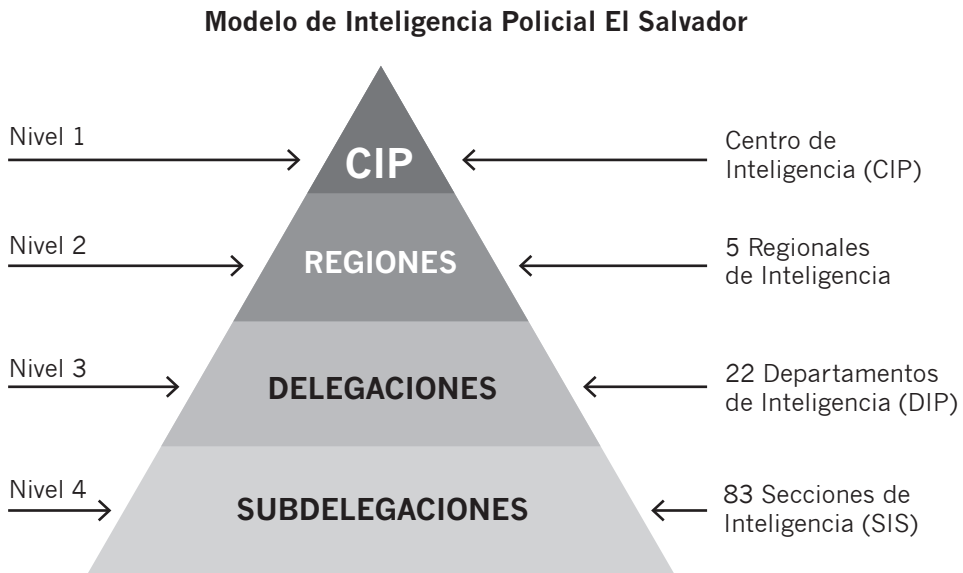 Modelo de Inteligencia Policial El Salvador
Nivel 1
CIP
Centro de
Inteligencia (CIP)
Nivel 2
REGIONES
5 Regionales
de Inteligencia
Nivel 3
DELEGACIONES
22 Departamentos
de Inteligencia (DIP)
Nivel 4
SUBDELEGACIONES
83 Secciones de
Inteligencia (SIS)